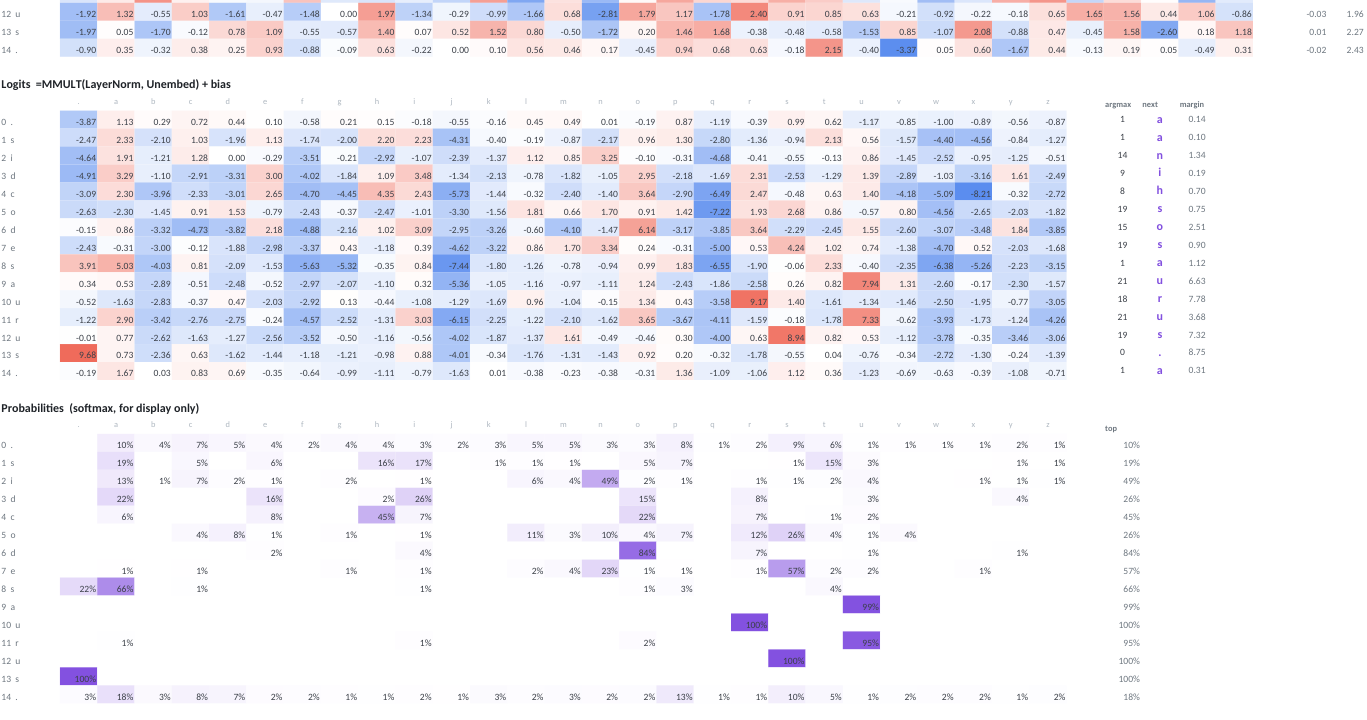 12 u -1.92 1.32 -0.55 1.03 -1.61 -0.47 -1.48 0.00 1.97 -1.34 -0.29 -0.99 -1.66 0.68 -2.81 1.79 1.17 -1.78 2.40 0.91 0.85 0.63 -0.21 -0.92 -0.22 -0.18 0.65 1.65 1.56 0.44 1.06 -0.86 -0.03 1.96
13 s -1.97 0.05 -1.70 -0.12 0.78 1.09 -0.55 -0.57 1.40 0.07 0.52 1.52 0.80 -0.50 -1.72 0.20 1.46 1.68 -0.38 -0.48 -0.58 -1.53 0.85 -1.07 2.08 -0.88 0.47 -0.45 1.58 -2.60 0.18 1.18 0.01 2.27
14 . -0.90 0.35 -0.32 0.38 0.25 0.93 -0.88 -0.09 0.63 -0.22 0.00 0.10 0.56 0.46 0.17 -0.45 0.94 0.68 0.63 -0.18 2.15 -0.40 -3.37 0.05 0.60 -1.67 0.44 -0.13 0.19 0.05 -0.49 0.31 -0.02 2.43
Logits =MMULT(LayerNorm, Unembed) + bias
. a b c d e f g h i j k l m n o p q r s t u v w x y z argmax next margin
0 . -3.87 1.13 0.29 0.72 0.44 0.10 -0.58 0.21 0.15 -0.18 -0.55 -0.04 0.45 0.49 0.01 -0.19 0.87 -1.19 -0.39 0.99 0.62 -1.17 -0.85 -1.00 -0.89 -0.56 -0.87 1 a 0.14
1 s -2.47 2.33 -2.10 1.03 -1.96 1.13 -1.74 -2.00 2.20 2.23 -4.31 -0.40 -0.19 -0.87 -2.17 0.96 1.30 -2.80 -1.36 -0.94 2.13 0.56 -1.57 -4.40 -4.56 -0.84 -1.27 1 a 0.10
2 i -4.64 1.91 -1.21 1.28 0.00 -0.29 -3.51 -0.21 -2.92 -1.07 -2.39 -1.37 1.12 0.85 3.25 -0.10 -0.31 -4.68 -0.41 -0.55 -0.13 0.86 -1.45 -2.52 -0.95 -1.25 -0.51 14 n 1.34
3 d -4.91 3.29 -1.10 -2.91 -3.31 3.00 -4.02 -1.84 1.09 3.48 -1.34 -2.13 -0.78 -1.02 -1.05 2.95 -2.18 -1.69 2.31 -2.53 -1.29 1.39 -2.89 -1.03 -3.16 1.61 -2.49 9 i 0.19
4 c -3.09 2.30 -3.96 -2.33 -3.01 2.65 -4.70 -4.45 4.35 2.43 -5.73 -1.44 -0.32 -2.40 -1.40 3.64 -2.90 -6.49 2.47 -0.48 0.63 1.40 -4.18 -5.09 -8.21 -0.32 -2.72 8 h 0.70
5 o -2.63 -2.30 -1.45 0.91 1.53 -0.79 -2.43 -0.37 -2.47 -1.01 -3.30 -1.56 1.81 0.66 1.70 0.91 1.42 -7.22 1.93 2.68 0.86 -0.57 0.80 -4.56 -2.65 -2.03 -1.82 19 s 0.75
6 d -0.15 0.86 -3.32 -4.73 -3.82 2.18 -4.88 -2.16 1.02 3.09 -2.95 -3.26 -0.60 -4.10 -1.47 6.14 -3.17 -3.85 3.64 -2.29 -2.45 1.55 -2.60 -3.07 -3.48 1.84 -3.85 15 o 2.51
7 e -2.43 -0.31 -3.00 -0.12 -1.88 -2.98 -3.37 0.43 -1.18 0.39 -4.62 -3.22 0.86 1.70 3.34 0.24 -0.31 -5.00 0.53 4.24 1.02 0.74 -1.38 -4.70 0.52 -2.03 -1.68 19 s 0.90
8 s 3.91 5.03 -4.03 0.81 -2.09 -1.53 -5.63 -5.32 -0.35 0.84 -7.44 -1.80 -1.26 -0.78 -0.94 0.99 1.83 -6.55 -1.90 -0.06 2.33 -0.40 -2.35 -6.38 -5.26 -2.23 -3.15 1 a 1.12
9 a 0.34 0.53 -2.89 -0.51 -2.48 -0.52 -2.97 -2.07 -1.10 0.32 -5.36 -1.05 -0.16 -0.97 -1.11 1.24 -2.43 -1.86 -2.58 0.26 0.82 7.94 1.31 -2.60 -0.17 -2.30 -1.57 21 u 6.63
10 u -0.52 -1.63 -2.83 -0.37 0.47 -2.03 -2.92 0.13 -0.44 -1.08 -1.29 -1.69 0.96 -1.04 -0.15 1.34 0.43 -3.58 9.17 1.40 -1.61 -1.34 -1.46 -2.50 -1.95 -0.77 -3.05 18 r 7.78
11 r -1.22 2.90 -3.42 -2.76 -2.75 -0.24 -4.57 -2.52 -1.31 3.03 -6.15 -2.25 -1.22 -2.10 -1.62 3.65 -3.67 -4.11 -1.59 -0.18 -1.78 7.33 -0.62 -3.93 -1.73 -1.24 -4.26 21 u 3.68
12 u -0.01 0.77 -2.62 -1.63 -1.27 -2.56 -3.52 -0.50 -1.16 -0.36 -4.02 -1.87 -1.37 -1.61 -0.49 -0.46 0.30 -4.00 0.63 8.94 0.53 -1.13 -1.12 -3.78 -0.35 -3.46 -3.06 19 s 7.32
13 s 9.68 0.73 -2.36 0.63 -1.62 -1.44 -1.18 -1.21 -0.98 0.88 -4.01 -0.34 -1.76 -1.31 -1.43 0.92 0.20 -0.32 -1.78 -0.55 0.04 -0.76 -0.34 -2.72 -1.30 -0.24 -1.39 0 . 8.75
14 . -0.19 1.67 0.03 0.83 0.69 -0.35 -0.64 -0.99 -1.11 -0.79 -1.63 0.01 -0.38 -0.23 -0.38 -0.31 1.36 -1.09 -1.06 1.12 0.36 -1.23 -0.69 -0.63 -0.39 -1.08 -0.71 1 a 0.31
Probabilities (softmax, for display only)
. a b c d e f g h i j k l m n o p q r s t u v w x y z top
0 . 10% 4% 7% 5% 4% 2% 4% 4% 3% 2% 3% 5% 5% 3% 3% 8% 1% 2% 9% 6% 1% 1% 1% 1% 2% 1% 10%
1 s 19% 5% 6% 16% 17% 1% 1% 1% 5% 7% 1% 15% 3% 1% 1% 19%
2 i 13% 1% 7% 2% 1% 2% 1% 6% 4% 49% 2% 1% 1% 1% 2% 4% 1% 1% 1% 49%
3 d 22% 16% 2% 26% 15% 8% 3% 4% 26%
4 c 6% 8% 45% 7% 22% 7% 1% 2% 45%
5 o 4% 8% 1% 1% 1% 11% 3% 10% 4% 7% 12% 26% 4% 1% 4% 26%
6 d 2% 4% 84% 7% 1% 1% 84%
7 e 1% 1% 1% 1% 2% 4% 23% 1% 1% 1% 57% 2% 2% 1% 57%
8 s 22% 66% 1% 1% 1% 3% 4% 66%
9 a 99% 99%
10 u 100% 100%
11 r 1% 1% 2% 95% 95%
12 u 100% 100%
13 s 100% 100%
14 . 3% 18% 3% 8% 7% 2% 2% 1% 1% 2% 1% 3% 2% 3% 2% 2% 13% 1% 1% 10% 5% 1% 2% 2% 2% 1% 2% 18%